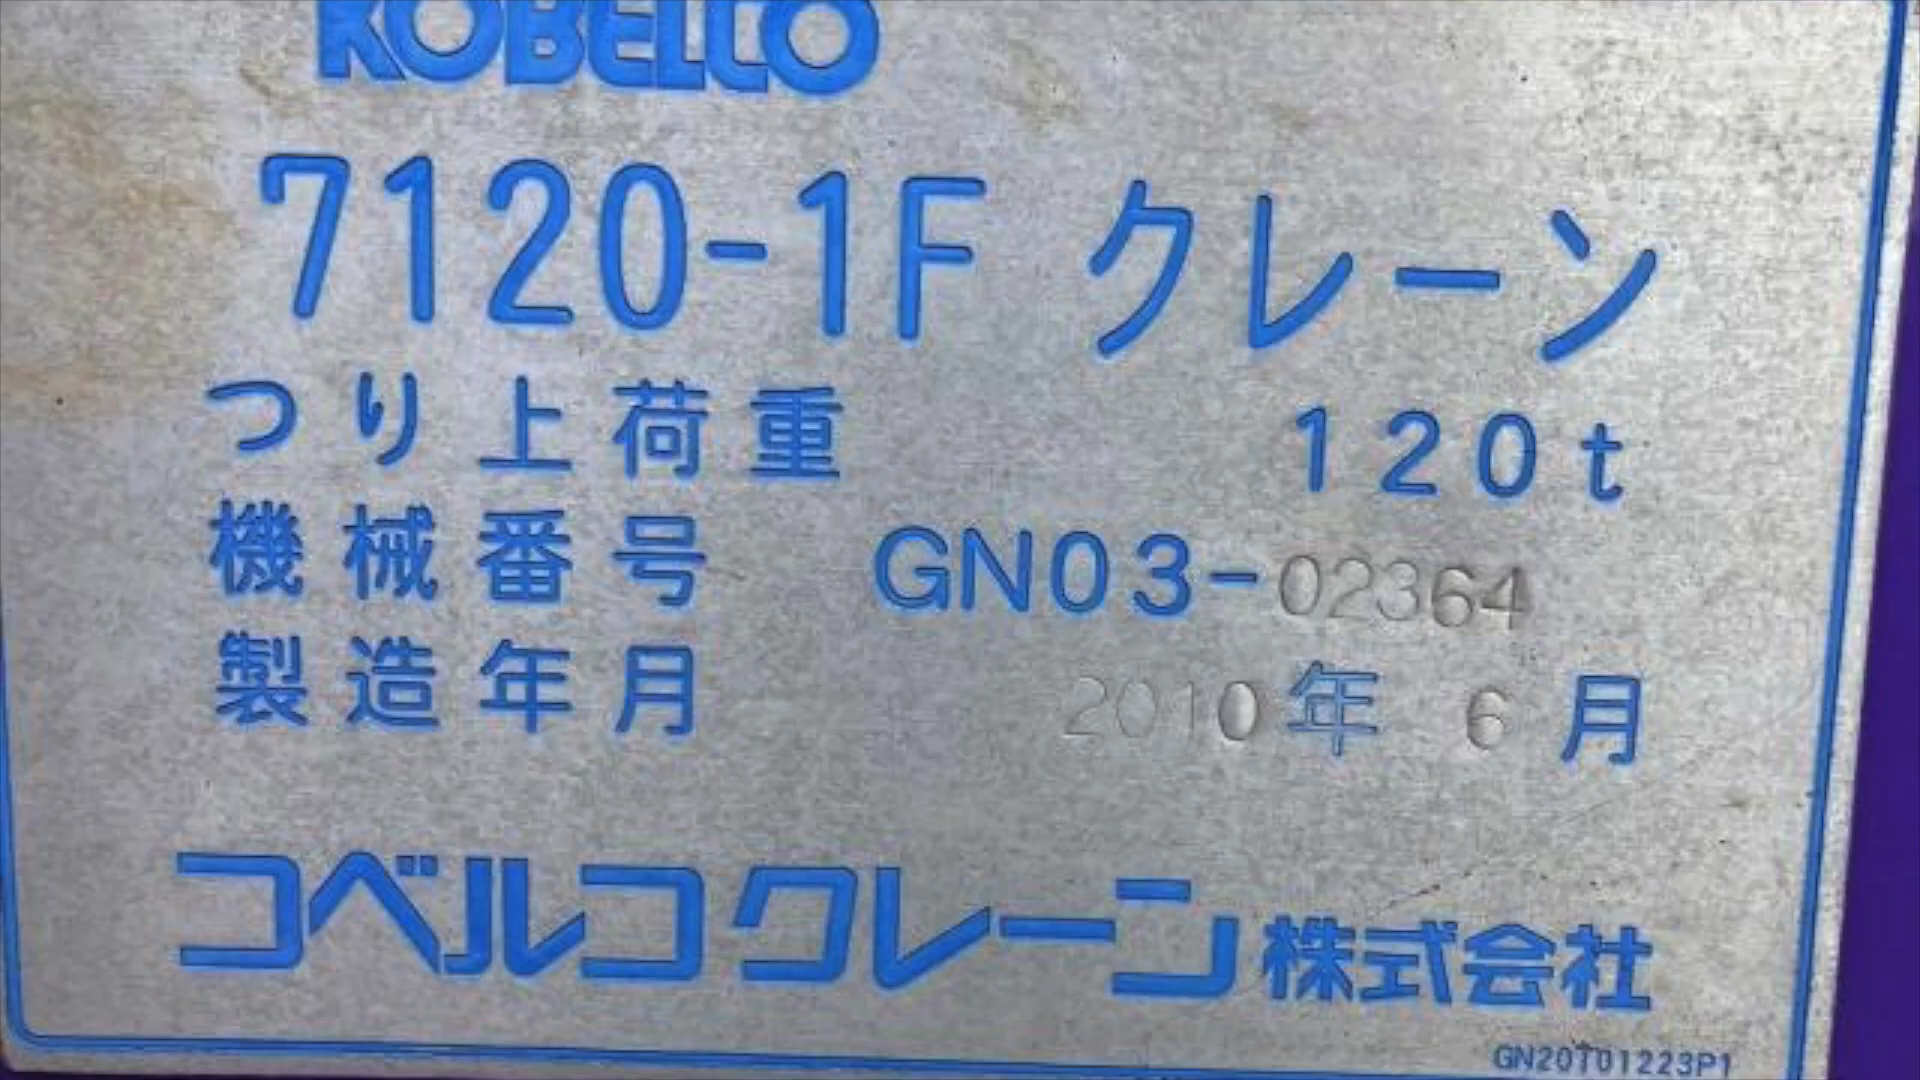 KOBELCO
7120-1F クレーン
つり上荷重 120t
機械番号 GN03-02364
製造年月 2010年 6月
コベルコクレーン株式会社
GN20T01223P1